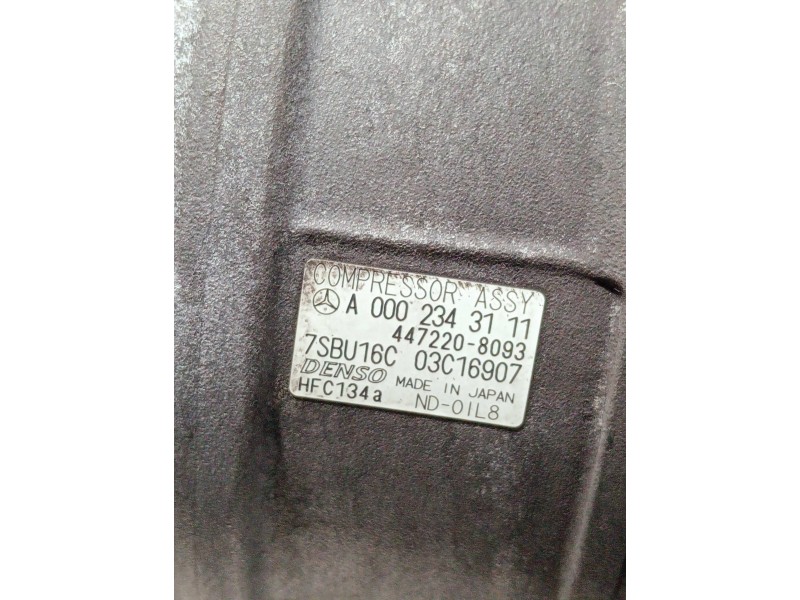 COMPRESSOR ASSY
A 000 234 31 11
447220-8093
7SBU16C 03C16907
DENSO MADE IN JAPAN
HFC134a ND-OIL8